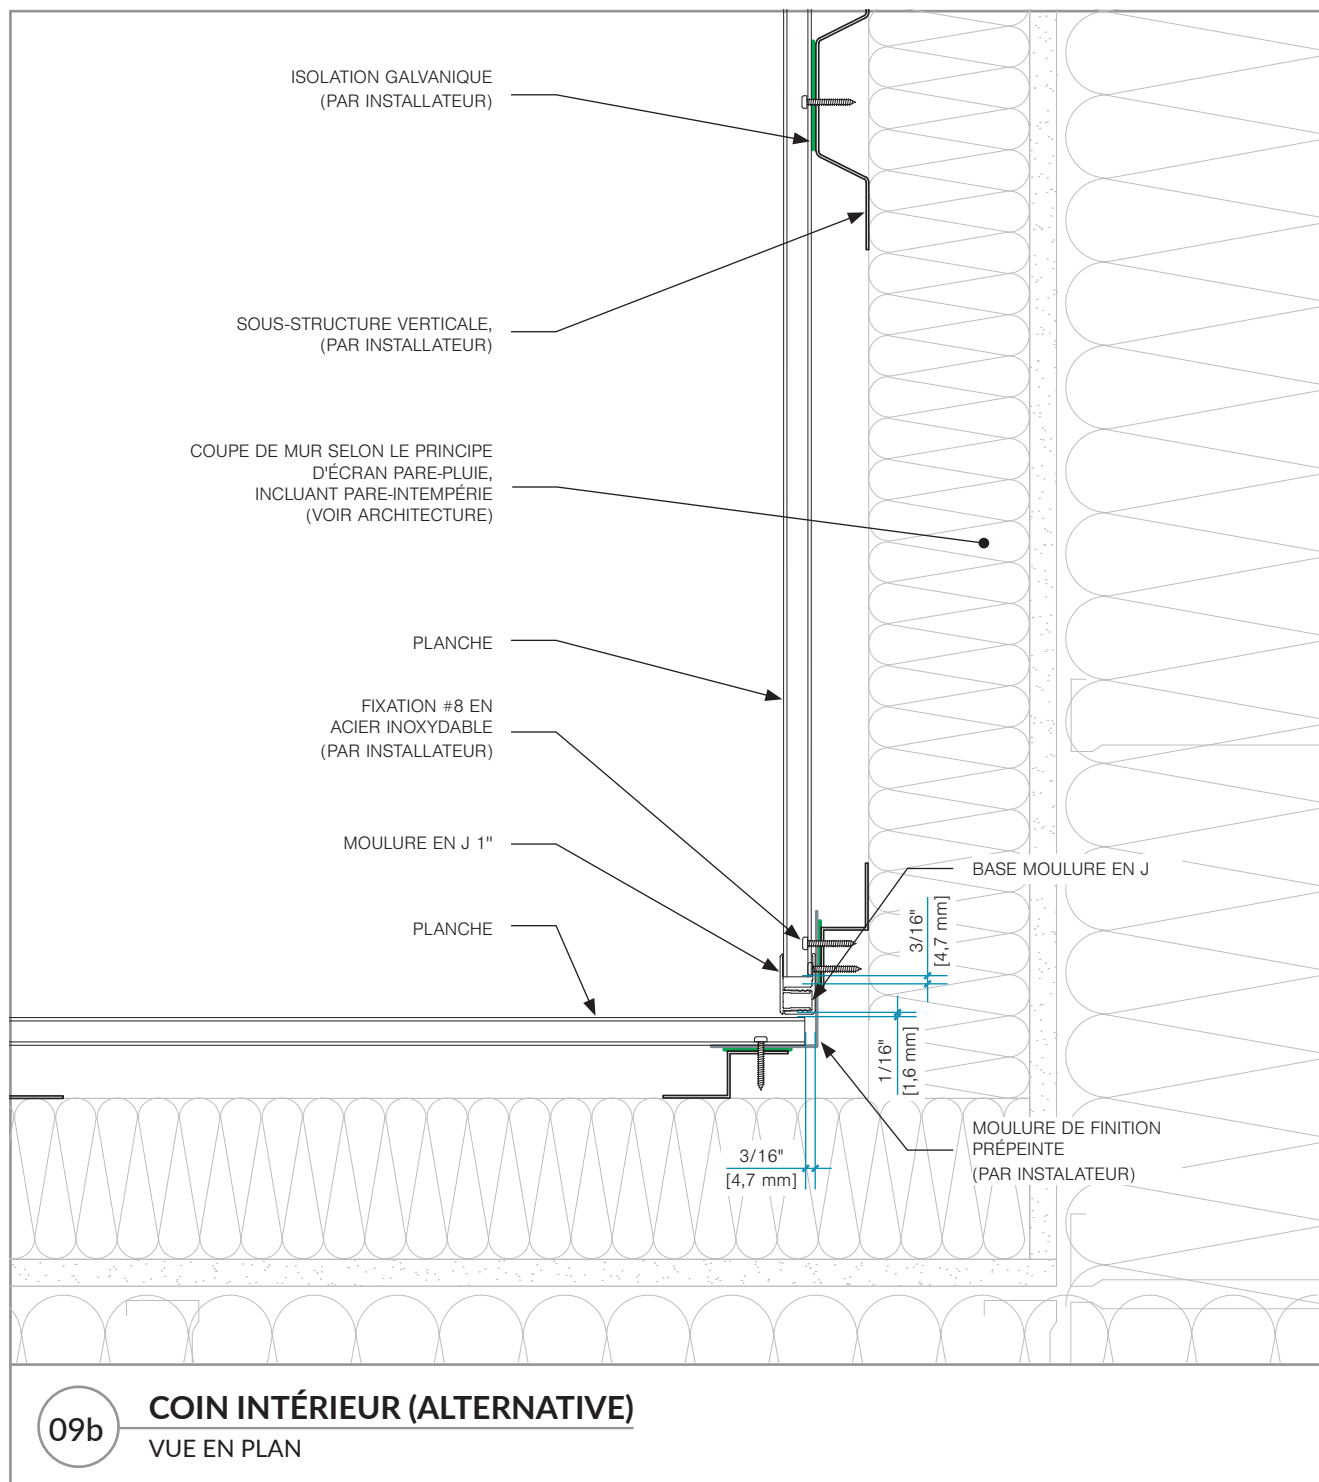 ISOLATION GALVANIQUE
(PAR INSTALLATEUR)
SOUS-STRUCTURE VERTICALE,
(PAR INSTALLATEUR)
COUPE DE MUR SELON LE PRINCIPE
D'ÉCRAN PARE-PLUIE,
INCLUANT PARE-INTEMPÉRIE
(VOIR ARCHITECTURE)
PLANCHE
FIXATION #8 EN
ACIER INOXYDABLE
(PAR INSTALLATEUR)
MOULURE EN J 1"
PLANCHE
BASE MOULURE EN J
3/16"
[4,7 mm]
1/16"
[1,6 mm]
MOULURE DE FINITION
PRÉPEINTE
(PAR INSTALATEUR)
3/16"
[4,7 mm]
09b
COIN INTÉRIEUR (ALTERNATIVE)
VUE EN PLAN